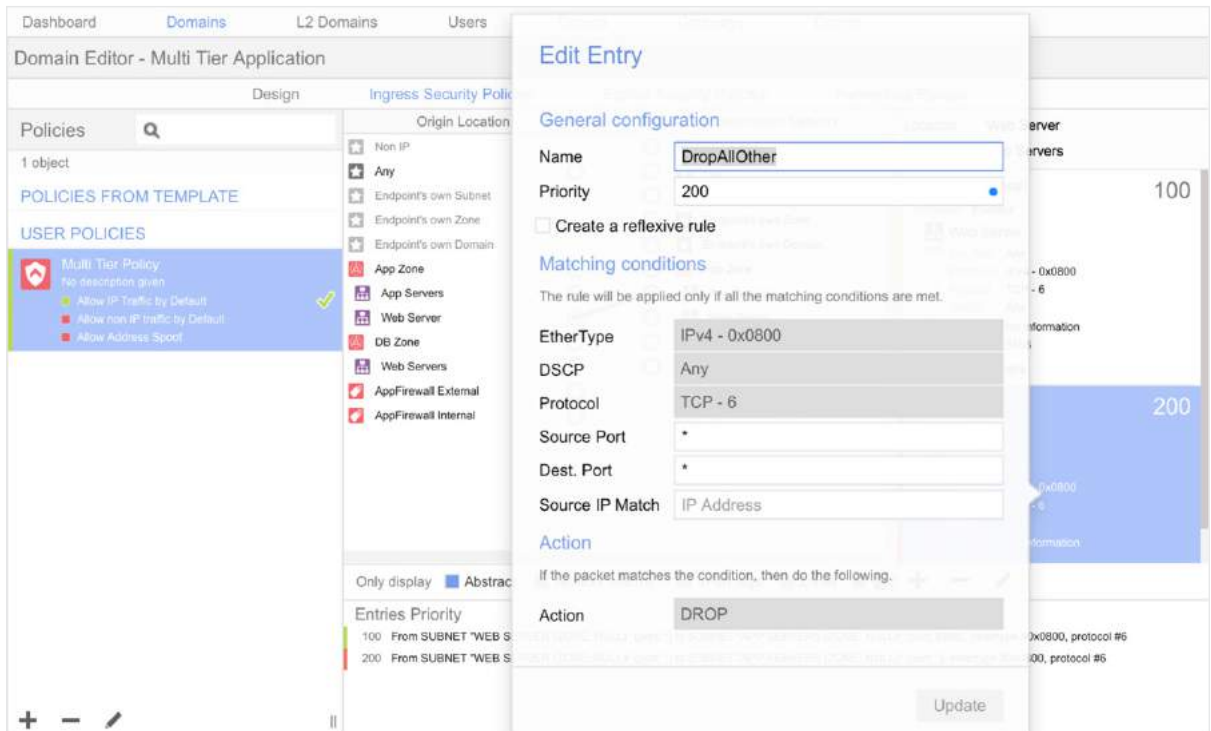 Dashboard Domains L2 Domains Users
Domain Editor - Multi Tier Application
Design Ingress Security Polic
Policies
1 object
POLICIES FROM TEMPLATE
USER POLICIES
Multi Tier Policy
No description given
Allow IP Traffic by Default
Allow non IP traffic by Default
Allow Address Spoof
Origin Location
Non IP
Any
Endpoint's own Subnet
Endpoint's own Zone
Endpoint's own Domain
App Zone
App Servers
Web Server
DB Zone
Web Servers
AppFirewall External
AppFirewall Internal
Only display Abstrac
Entries Priority
100 From SUBNET "WEB S
200 From SUBNET "WEB S
Edit Entry
General configuration
Name DropAllOther
Priority 200
Create a reflexive rule
Matching conditions
The rule will be applied only if all the matching conditions are met.
EtherType IPv4 - 0x0800
DSCP Any
Protocol TCP - 6
Source Port *
Dest. Port *
Source IP Match IP Address
Action
If the packet matches the condition, then do the following.
Action DROP
Update
erver
ervers
100
- 0x0800
- 6
formation
200
0x0800
- 6
formation
0x0800, protocol #6
00, protocol #6